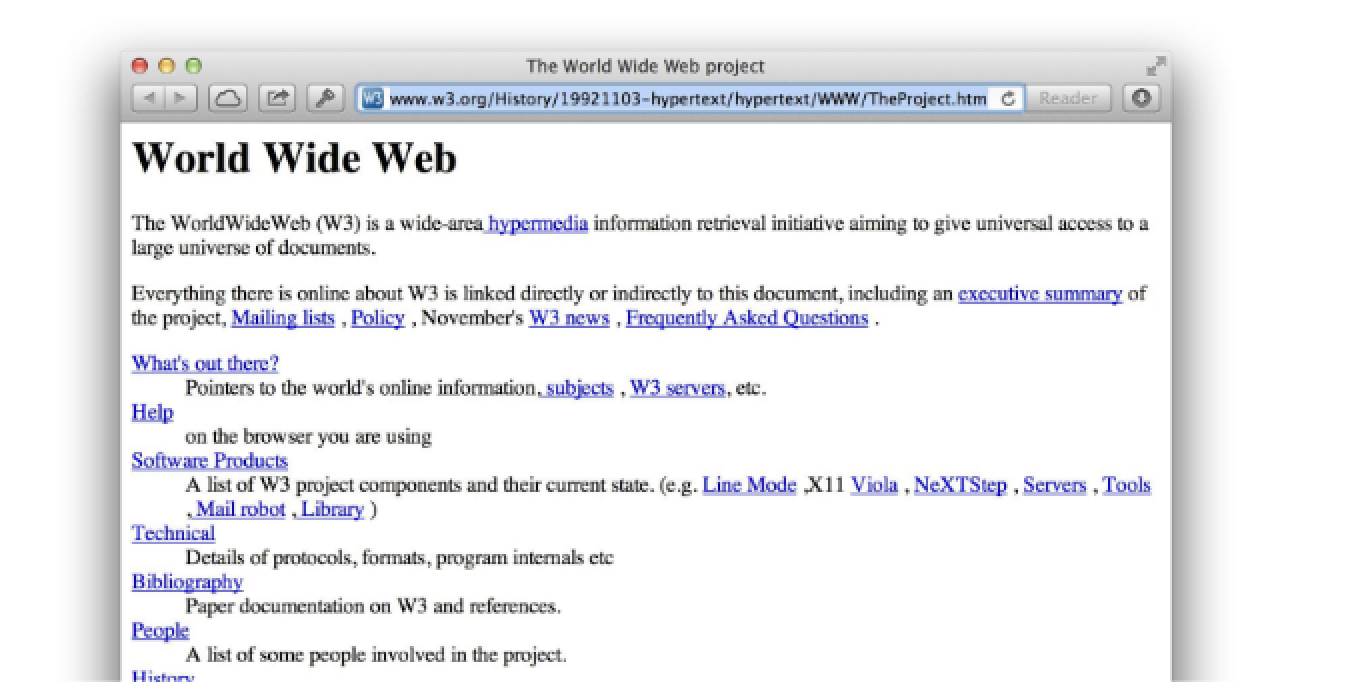 The World Wide Web project
W3 www.w3.org/History/19921103-hypertext/hypertext/WWW/TheProject.htm Reader
World Wide Web
The WorldWideWeb (W3) is a wide-area hypermedia information retrieval initiative aiming to give universal access to a
large universe of documents.
Everything there is online about W3 is linked directly or indirectly to this document, including an executive summary of
the project, Mailing lists , Policy , November's W3 news , Frequently Asked Questions .
What's out there?
Pointers to the world's online information, subjects , W3 servers, etc.
Help
on the browser you are using
Software Products
A list of W3 project components and their current state. (e.g. Line Mode ,X11 Viola , NeXTStep , Servers , Tools
, Mail robot , Library )
Technical
Details of protocols, formats, program internals etc
Bibliography
Paper documentation on W3 and references.
People
A list of some people involved in the project.
History